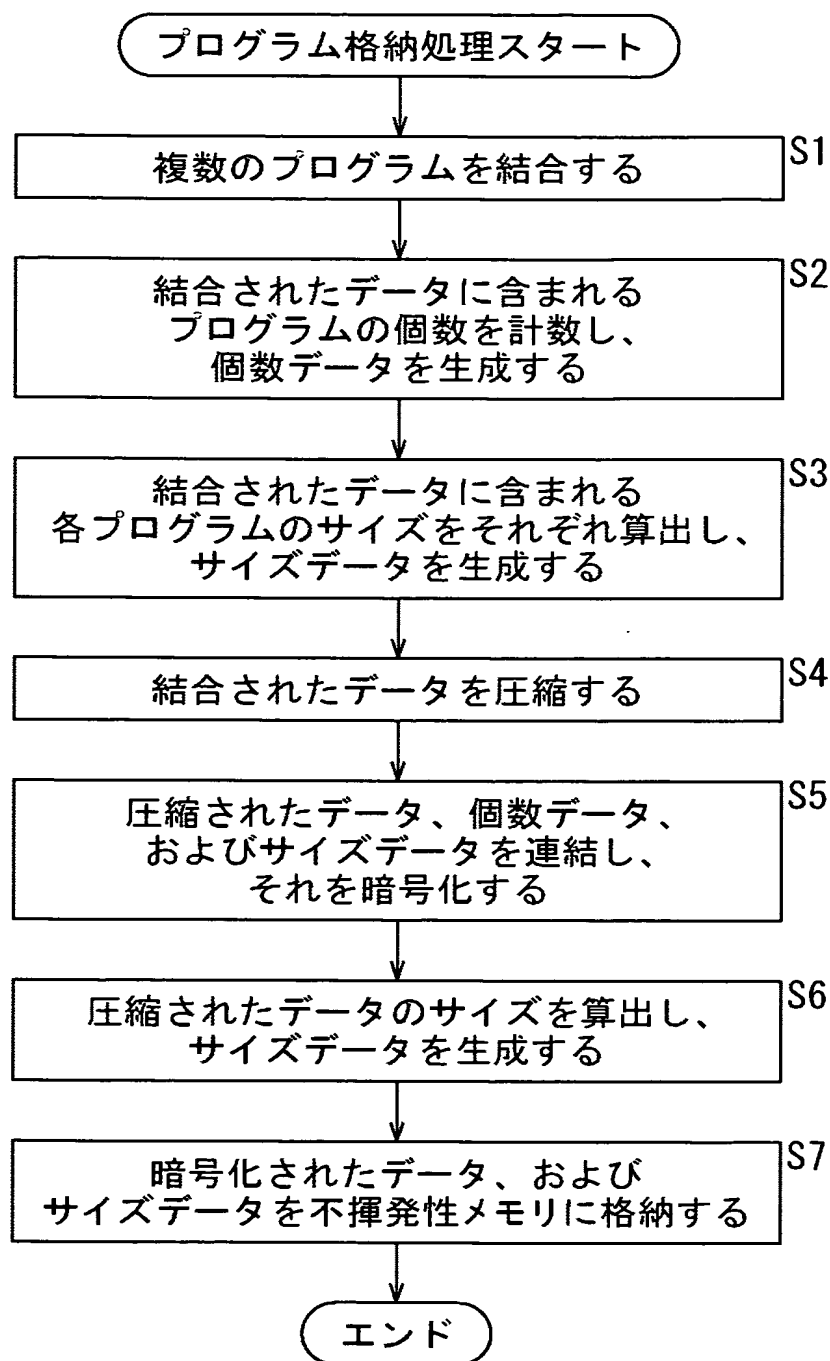 プログラム格納処理スタート
S1
複数のプログラムを結合する
S2
結合されたデータに含まれる
プログラムの個数を計数し、
個数データを生成する
S3
結合されたデータに含まれる
各プログラムのサイズをそれぞれ算出し、
サイズデータを生成する
S4
結合されたデータを圧縮する
S5
圧縮されたデータ、個数データ、
およびサイズデータを連結し、
それを暗号化する
S6
圧縮されたデータのサイズを算出し、
サイズデータを生成する
S7
暗号化されたデータ、および
サイズデータを不揮発性メモリに格納する
エンド